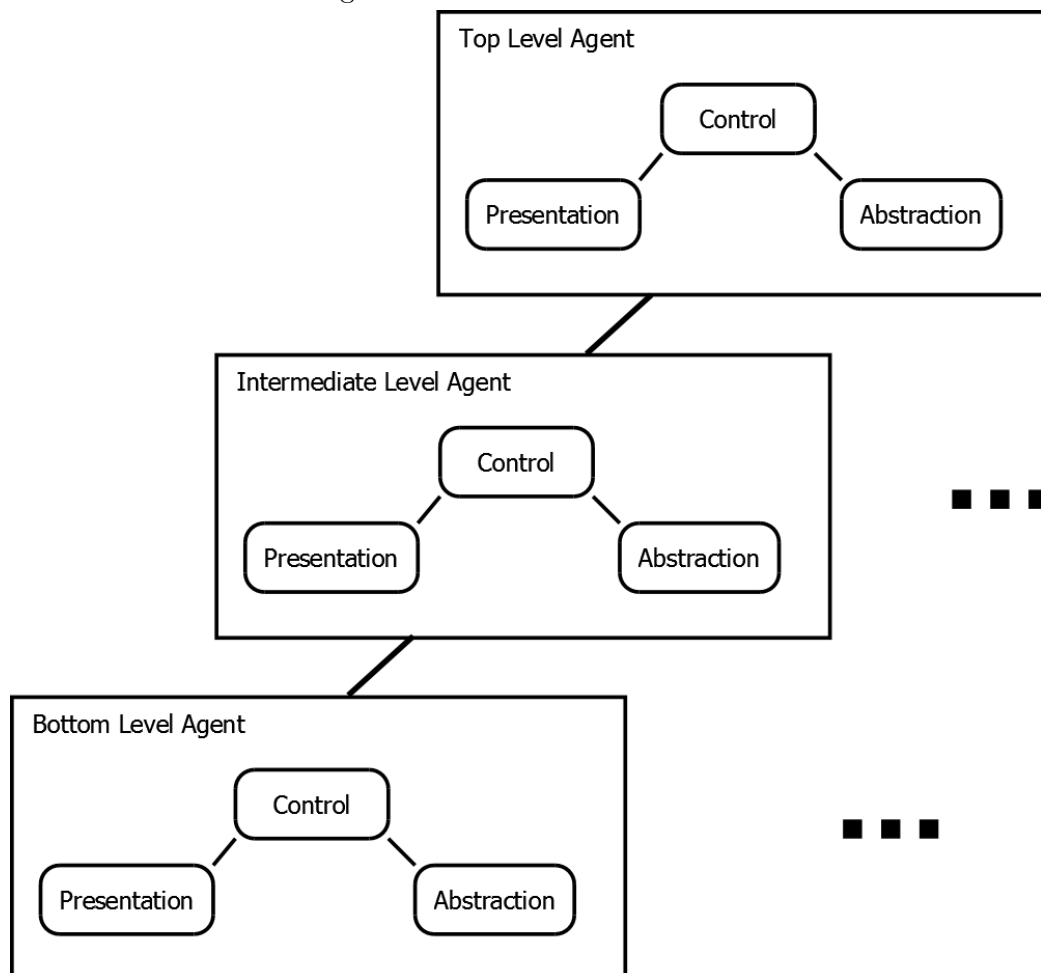 Top Level Agent
Control
Presentation
Abstraction
Intermediate Level Agent
Control
Presentation
Abstraction
Bottom Level Agent
Control
Presentation
Abstraction